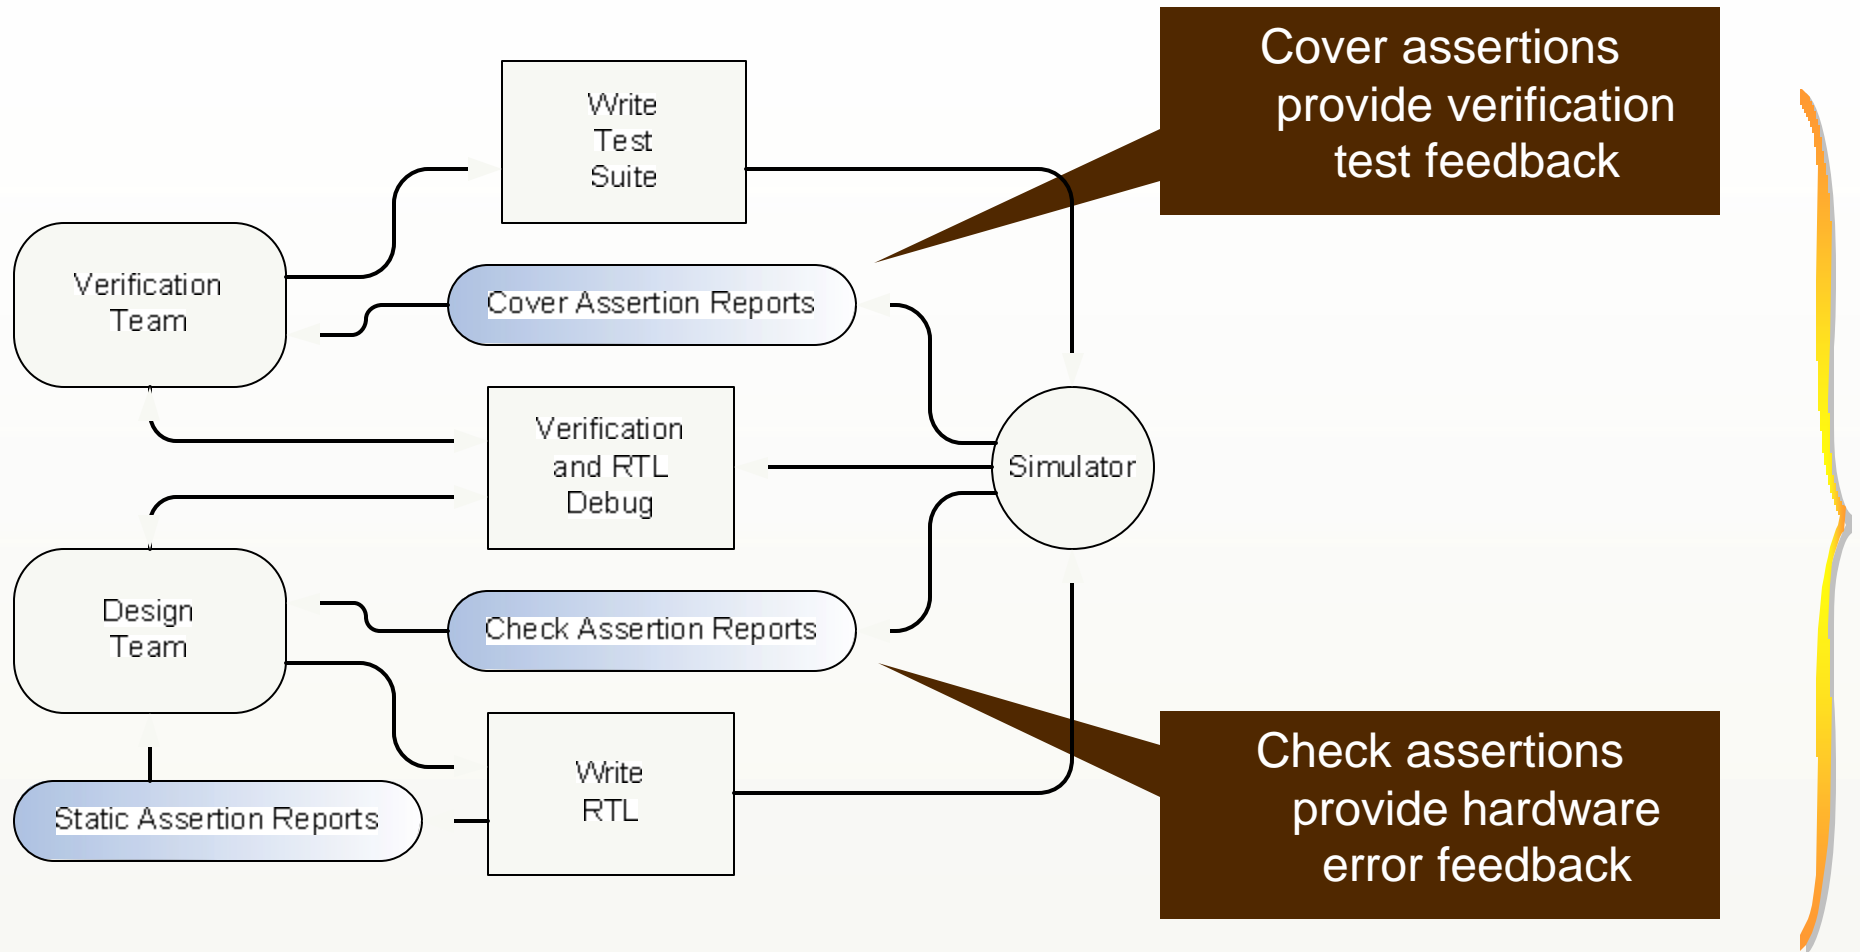 Cover assertions
provide verification
test feedback
Write
Test
Suite
Verification
Team
Cover Assertion Reports
Verification
and RTL
Debug
Simulator
Design
Team
Check Assertion Reports
Check assertions
provide hardware
error feedback
Write
RTL
Static Assertion Reports